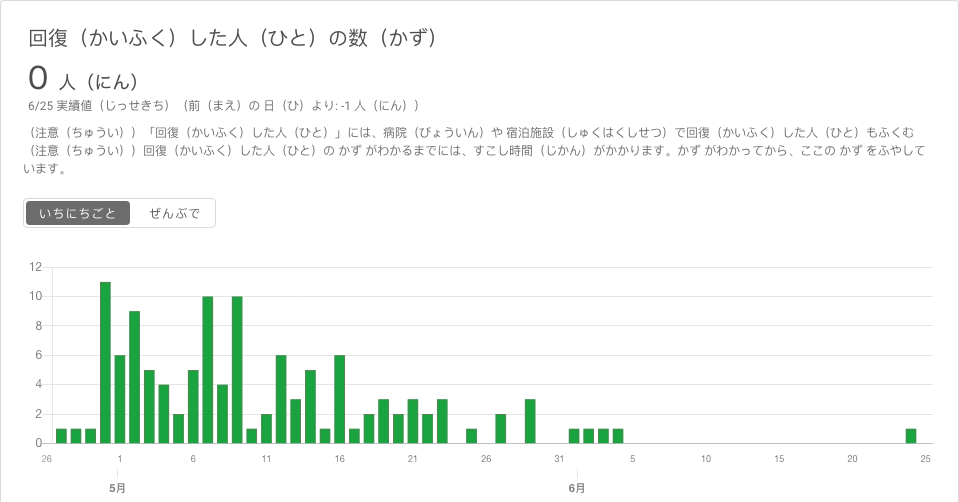 回復（かいふく）した人（ひと）の数（かず）
0 人（にん）
6/25 実績値（じっせきち）（前（まえ）の 日（ひ）より: -1 人（にん））
（注意（ちゅうい））「回復（かいふく）した人（ひと）」には、病院（びょういん）や 宿泊施設（しゅくはくしせつ）で回復（かいふく）した人（ひと）もふくむ
（注意（ちゅうい））回復（かいふく）した人（ひと）の かず がわかるまでには、すこし時間（じかん）がかかります。かず がわかってから、ここの かず をふやして
います。
いちにちごと ぜんぶで
12
10
8
6
4
2
0
26 1 6 11 16 21 26 31 5 10 15 20 25
5月 6月